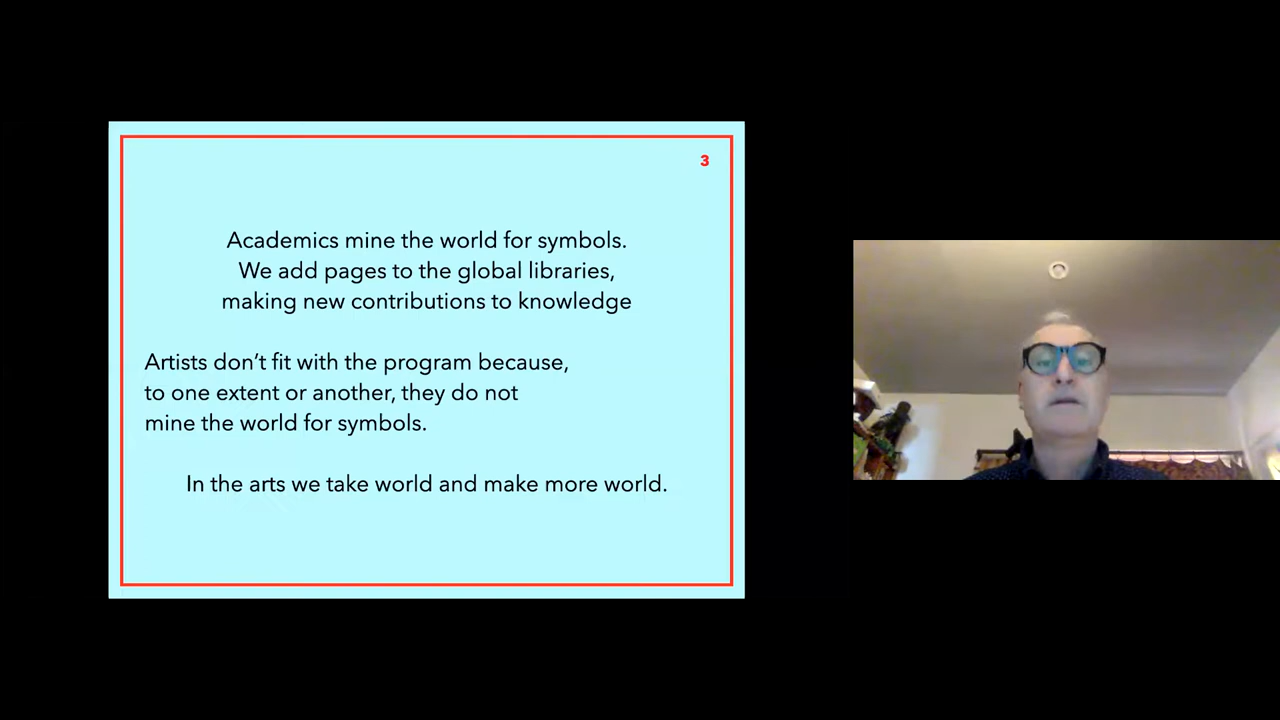 3
Academics mine the world for symbols.
We add pages to the global libraries,
making new contributions to knowledge
Artists don’t fit with the program because,
to one extent or another, they do not
mine the world for symbols.
In the arts we take world and make more world.